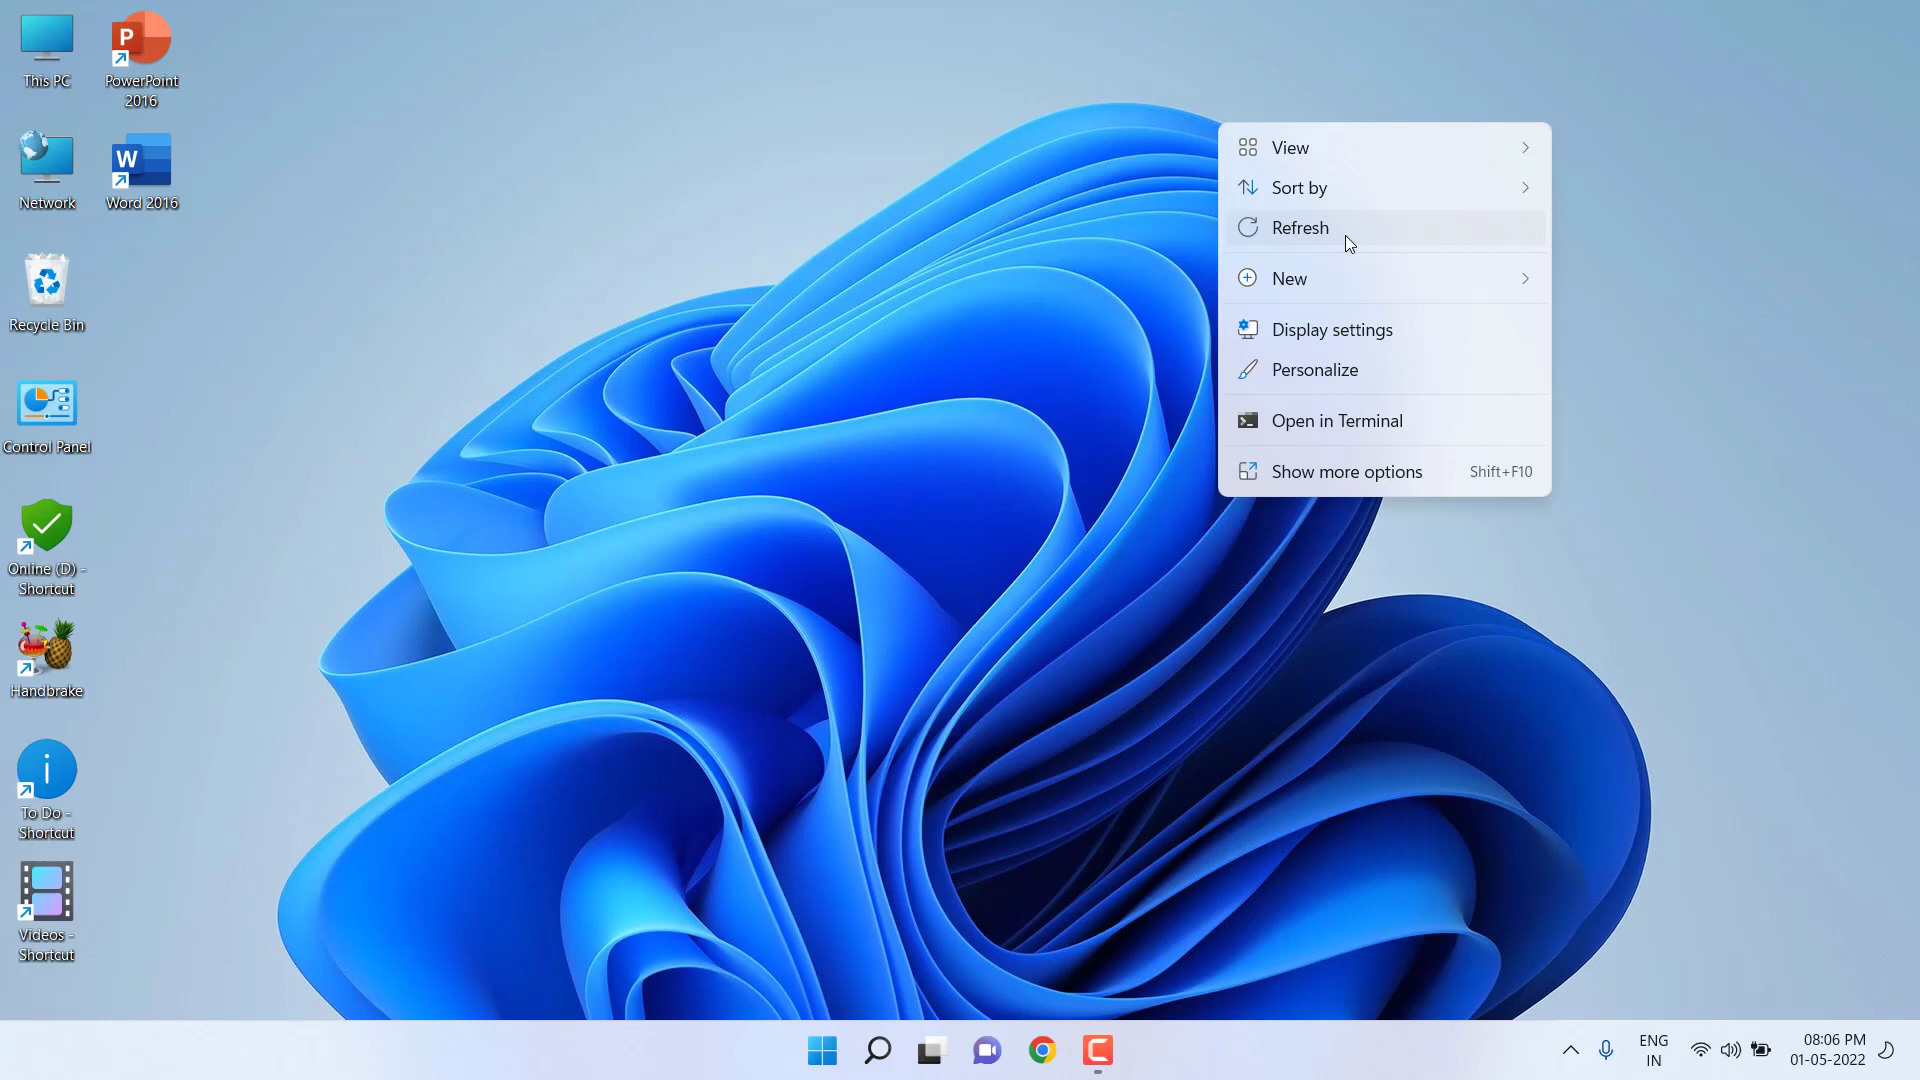 This PC
PowerPoint
2016
Network
Word 2016
Recycle Bin
Control Panel
Online (D) -
Shortcut
Handbrake
To Do -
Shortcut
Videos -
Shortcut
View
Sort by
Refresh
New
Display settings
Personalize
Open in Terminal
Show more options Shift+F10
ENG
IN
08:06 PM
01-05-2022